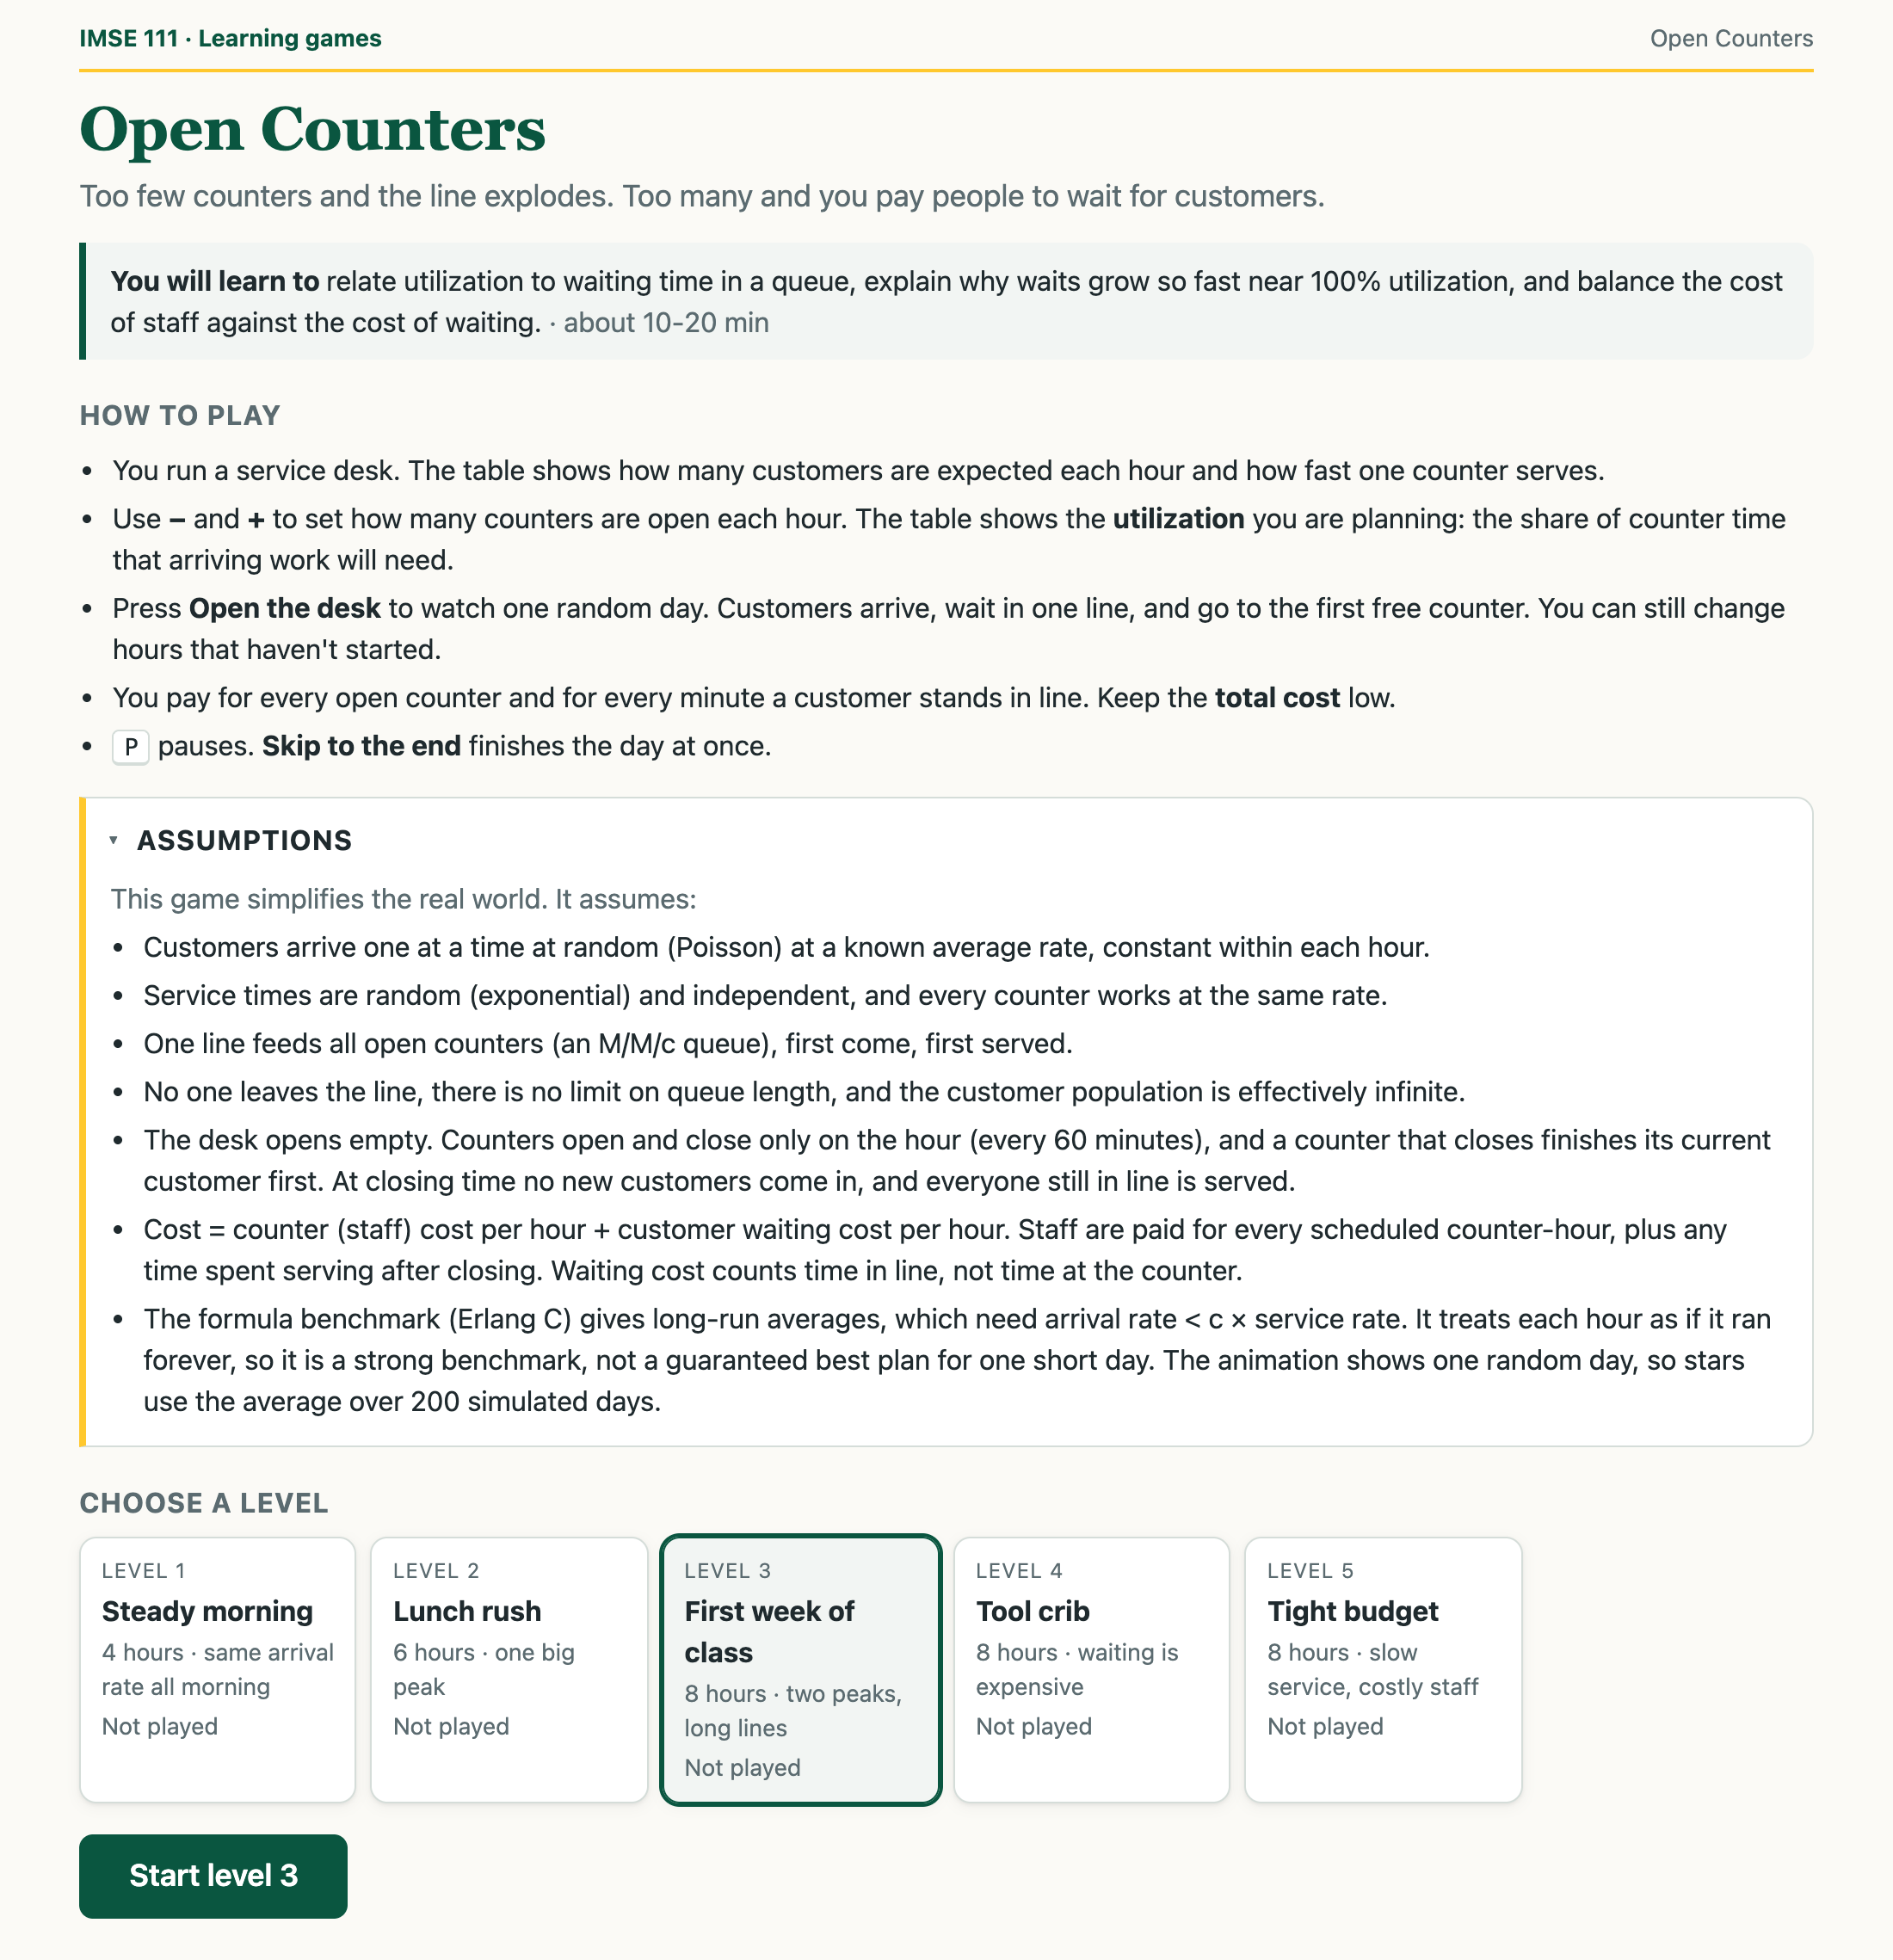 IMSE 111 · Learning games
Open Counters
Open Counters
Too few counters and the line explodes. Too many and you pay people to wait for customers.
You will learn to relate utilization to waiting time in a queue, explain why waits grow so fast near 100% utilization, and balance the cost
of staff against the cost of waiting. · about 10-20 min
HOW TO PLAY
• You run a service desk. The table shows how many customers are expected each hour and how fast one counter serves.
• Use – and + to set how many counters are open each hour. The table shows the utilization you are planning: the share of counter time
that arriving work will need.
• Press Open the desk to watch one random day. Customers arrive, wait in one line, and go to the first free counter. You can still change
hours that haven't started.
• You pay for every open counter and for every minute a customer stands in line. Keep the total cost low.
• P pauses. Skip to the end finishes the day at once.
▾ ASSUMPTIONS
This game simplifies the real world. It assumes:
• Customers arrive one at a time at random (Poisson) at a known average rate, constant within each hour.
• Service times are random (exponential) and independent, and every counter works at the same rate.
• One line feeds all open counters (an M/M/c queue), first come, first served.
• No one leaves the line, there is no limit on queue length, and the customer population is effectively infinite.
• The desk opens empty. Counters open and close only on the hour (every 60 minutes), and a counter that closes finishes its current
customer first. At closing time no new customers come in, and everyone still in line is served.
• Cost = counter (staff) cost per hour + customer waiting cost per hour. Staff are paid for every scheduled counter-hour, plus any
time spent serving after closing. Waiting cost counts time in line, not time at the counter.
• The formula benchmark (Erlang C) gives long-run averages, which need arrival rate < c × service rate. It treats each hour as if it ran
forever, so it is a strong benchmark, not a guaranteed best plan for one short day. The animation shows one random day, so stars
use the average over 200 simulated days.
CHOOSE A LEVEL
LEVEL 1
Steady morning
4 hours · same arrival
rate all morning
Not played
LEVEL 2
Lunch rush
6 hours · one big
peak
Not played
LEVEL 3
First week of
class
8 hours · two peaks,
long lines
Not played
LEVEL 4
Tool crib
8 hours · waiting is
expensive
Not played
LEVEL 5
Tight budget
8 hours · slow
service, costly staff
Not played
Start level 3